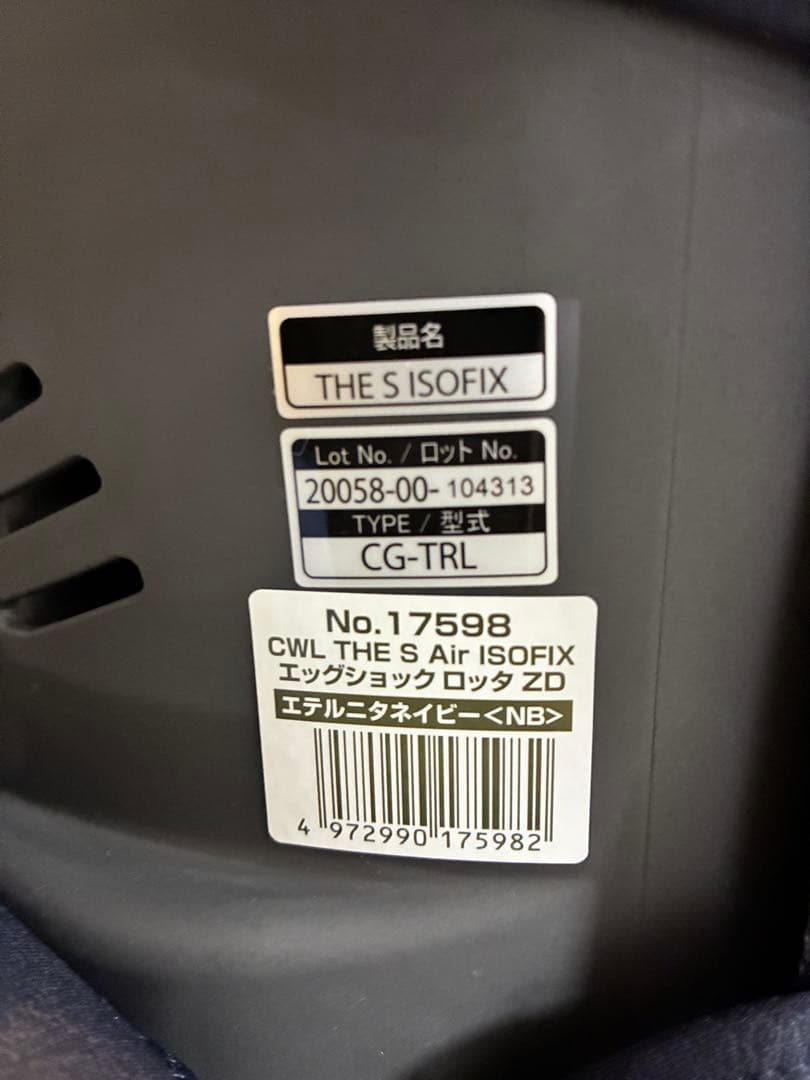 製品名
THE S ISOFIX
Lot No. / ロット No.
20058-00-104313
TYPE / 型式
CG-TRL
No.17598
CWL THE S Air ISOFIX
エッグショック ロッタ ZD
エテルニタネイビー<NB>
4 972990 175982